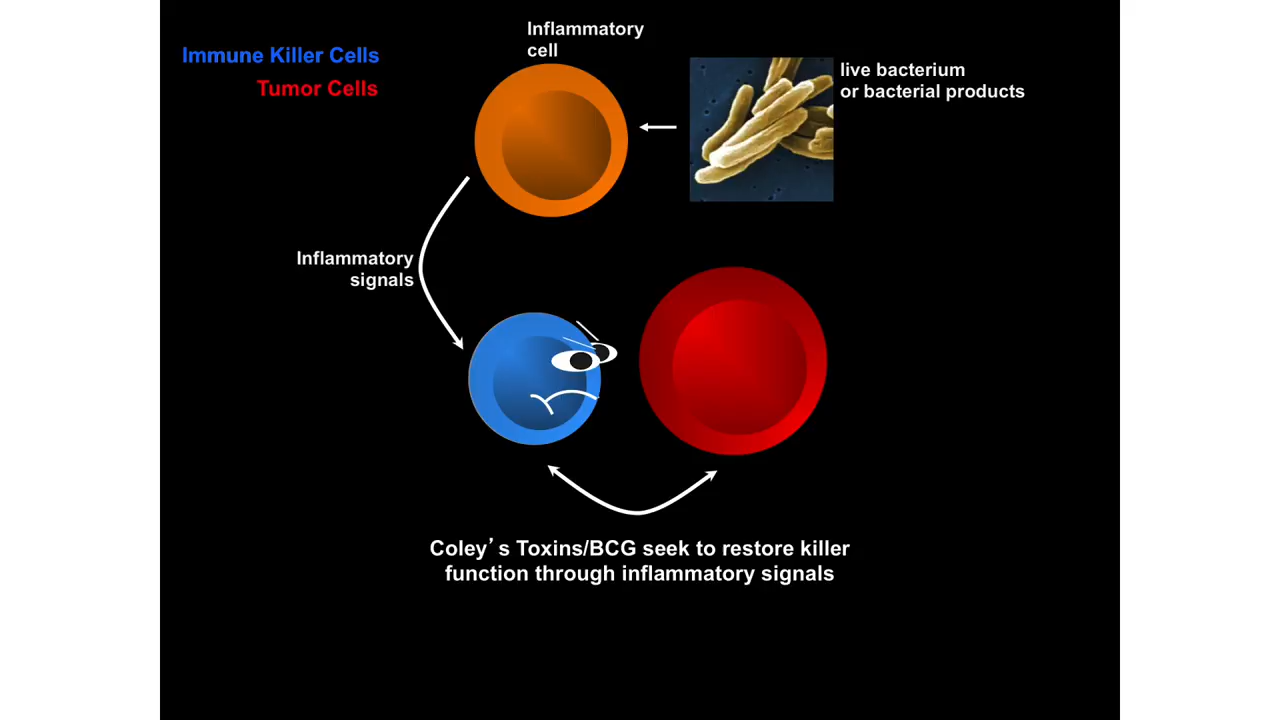 Immune Killer Cells
Tumor Cells
Inflammatory
cell
live bacterium
or bacterial products
Inflammatory
signals
Coley’s Toxins/BCG seek to restore killer
function through inflammatory signals